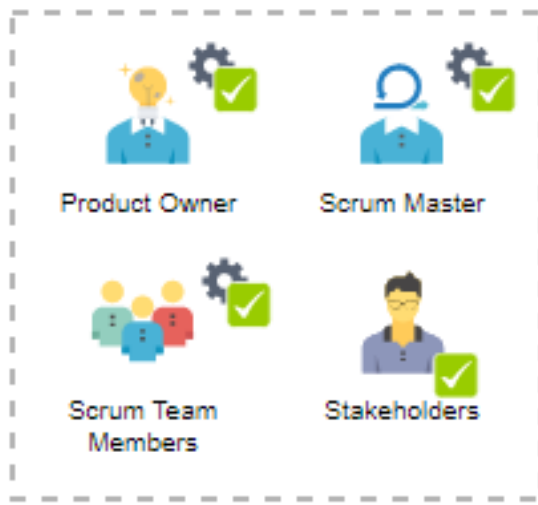 Product Owner
Scrum Master
Scrum Team
Members
Stakeholders